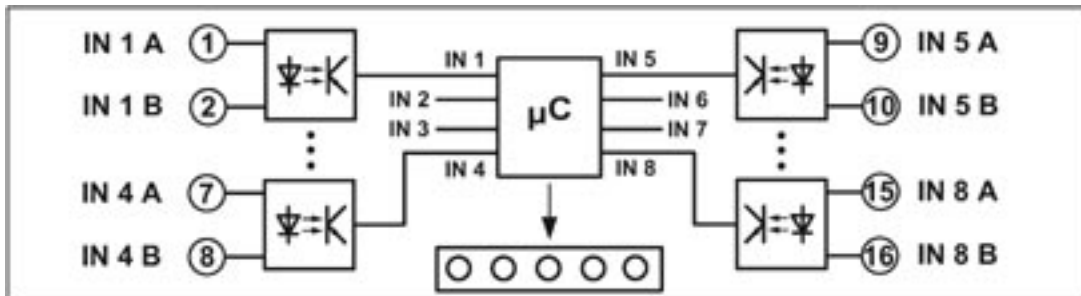 IN 1 A 1
IN 1 B 2
IN 4 A 7
IN 4 B 8
IN 1
IN 2
IN 3
IN 4
µC
IN 5
IN 6
IN 7
IN 8
9 IN 5 A
10 IN 5 B
15 IN 8 A
16 IN 8 B